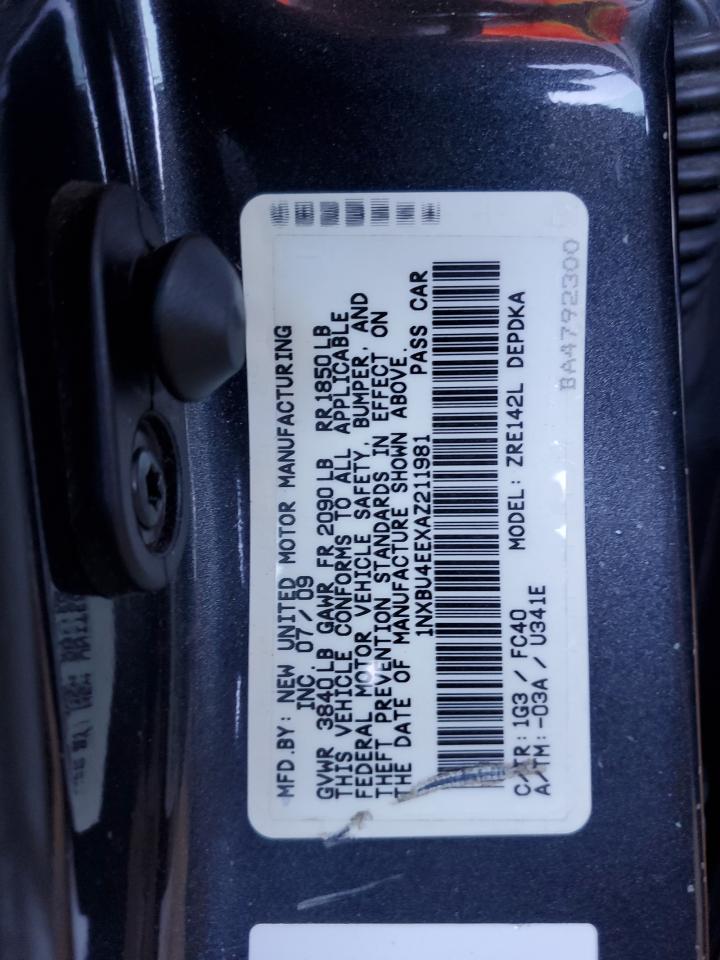 MFD.BY: NEW UNITED MOTOR MANUFACTURING
INC 07/09
GVWR 3840LB GAWR FR 2090LB RR1850LB
THIS VEHICLE CONFORMS TO ALL APPLICABLE
FEDERAL MOTOR VEHICLE SAFETY, BUMPER, AND
THEFT PREVENTION STANDARDS IN EFFECT ON
THE DATE OF MANUFACTURE SHOWN ABOVE.
1NXBU4EEXAZ211981 PASS CAR
C/TR: 1G3 / FC40 MODEL: ZRE142L DEPDKA
A/TM: -03A / U341E
BA4792300